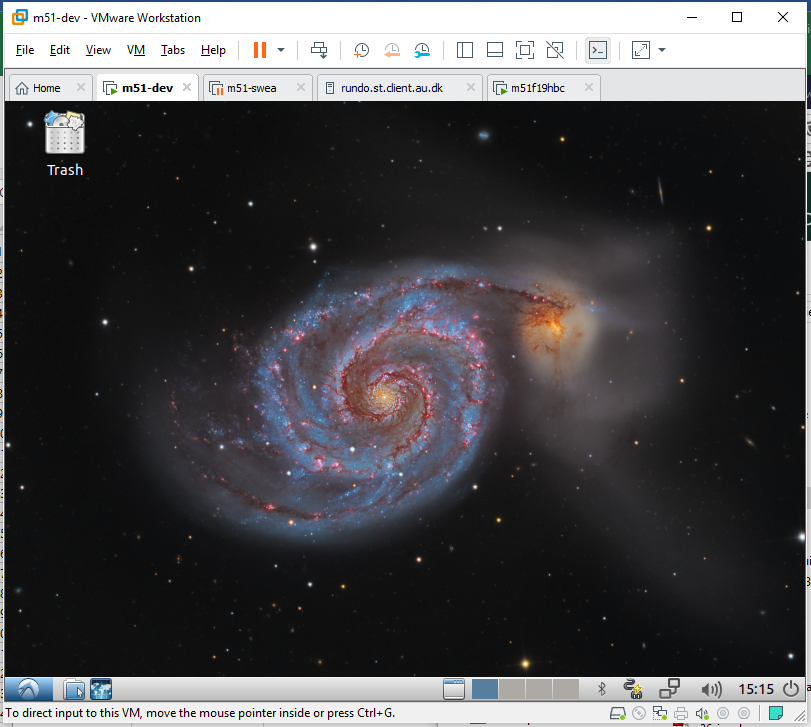 m51-dev - VMware Workstation
File Edit View VM Tabs Help
Home m51-dev m51-swea rundo.st.client.au.dk m51f19hbc
Trash
15:15
To direct input to this VM, move the mouse pointer inside or press Ctrl+G.